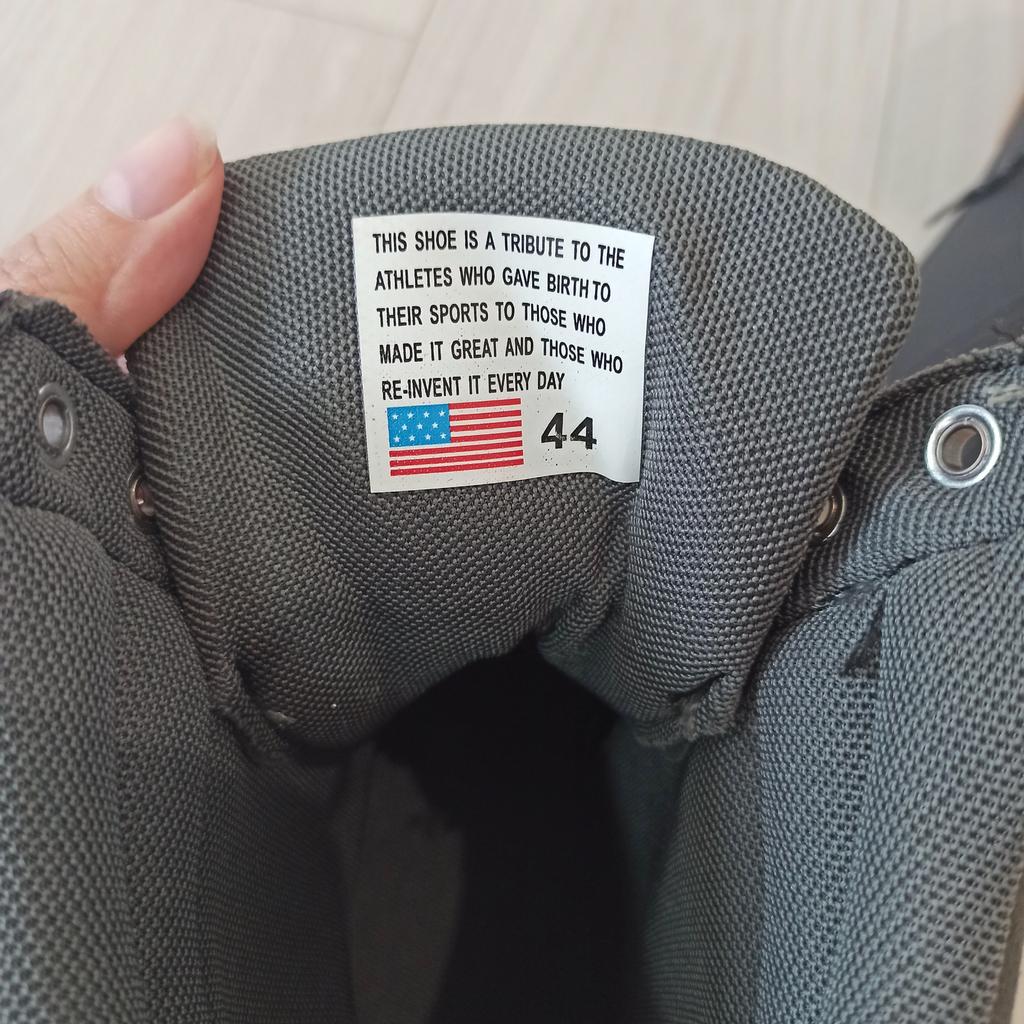 THIS SHOE IS A TRIBUTE TO THE
ATHLETES WHO GAVE BIRTH TO
THEIR SPORTS TO THOSE WHO
MADE IT GREAT AND THOSE WHO
RE-INVENT IT EVERY DAY
44